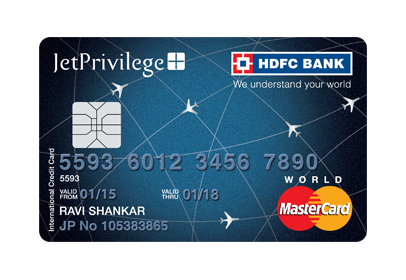 JetPrivilege
HDFC BANK
We understand your world
International Credit Card
5593 6012 3456 7890
5593
VALID FROM 01/15 VALID THRU 01/18
WORLD
RAVI SHANKAR
MasterCard
JP No 105383865